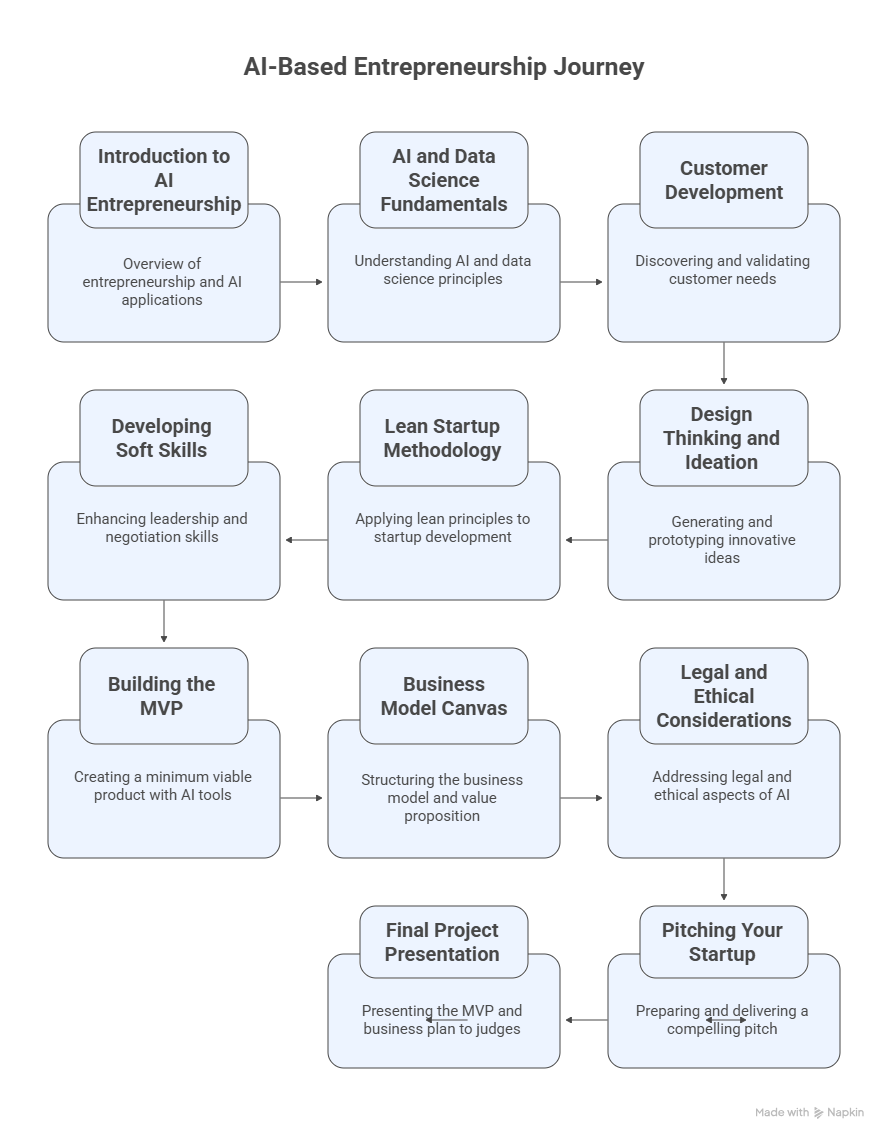 AI-Based Entrepreneurship Journey
Introduction to
AI
Entrepreneurship
Overview of
entrepreneurship and AI
applications
AI and Data
Science
Fundamentals
Understanding AI and data
science principles
Customer
Development
Discovering and validating
customer needs
Design
Thinking and
Ideation
Generating and
prototyping innovative
ideas
Lean Startup
Methodology
Applying lean principles to
startup development
Developing
Soft Skills
Enhancing leadership and
negotiation skills
Building the
MVP
Creating a minimum viable
product with AI tools
Business
Model Canvas
Structuring the business
model and value
proposition
Legal and
Ethical
Considerations
Addressing legal and
ethical aspects of AI
Pitching Your
Startup
Preparing and delivering a
compelling pitch
Final Project
Presentation
Presenting the MVP and
business plan to judges
Made with Napkin